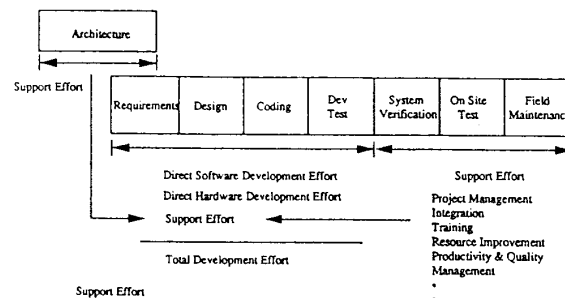 Architecture
Support Effort
Requirements
Design
Coding
Dev
Test
System
Verification
On Site
Test
Field
Maintenance
Direct Software Development Effort
Direct Hardware Development Effort
Support Effort
Total Development Effort
Support Effort
Project Management
Integration
Training
Resource Improvement
Productivity & Quality
Management
Support Effort